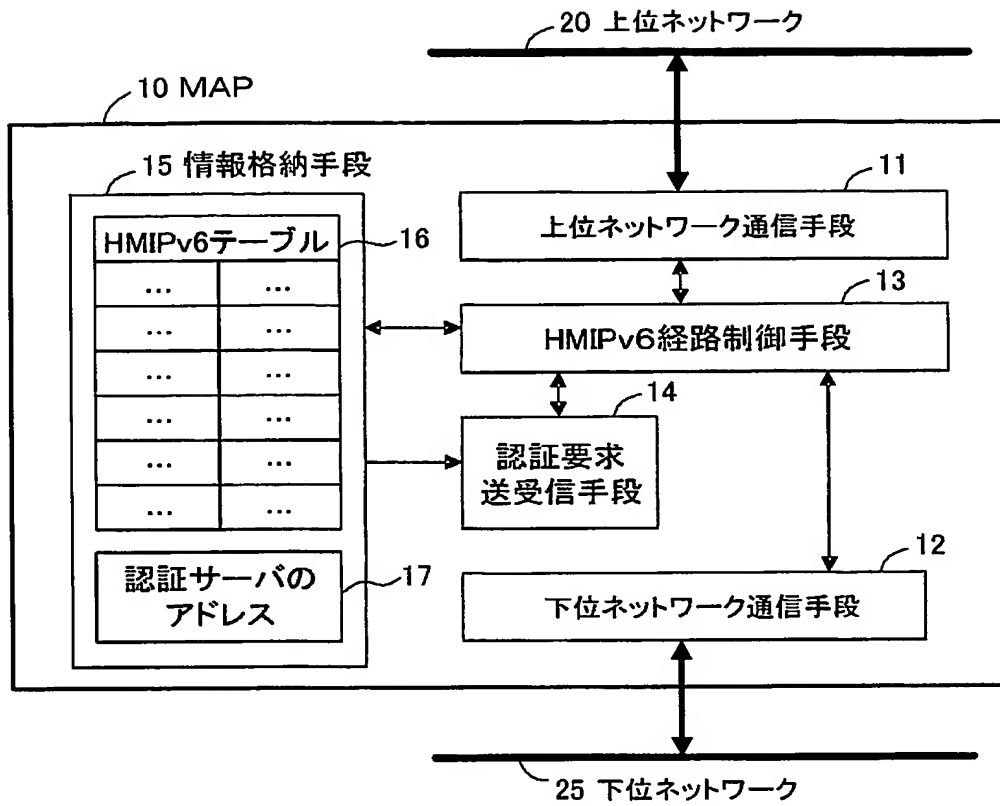 20 上位ネットワーク
10 MAP
15 情報格納手段
11
上位ネットワーク通信手段
HMIPv6テーブル
16
... ...
... ...
... ...
... ...
... ...
... ...
13
HMIPv6経路制御手段
14
認証要求
送受信手段
12
下位ネットワーク通信手段
認証サーバの
アドレス
17
25 下位ネットワーク